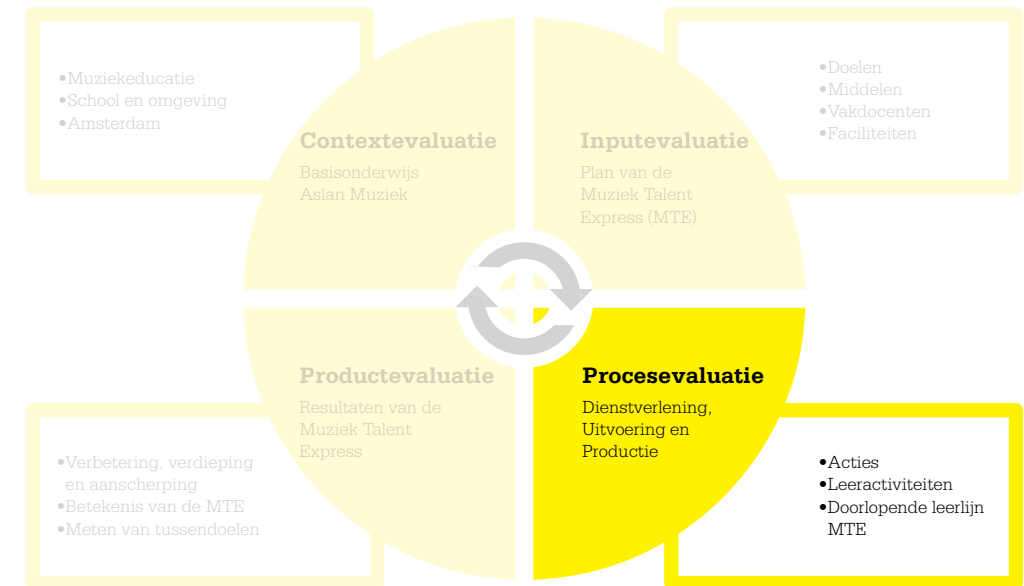 •Muziekeducatie
•School en omgeving
•Amsterdam
Contextevaluatie
Basisonderwijs
Aslan Muziek
Inputevaluatie
Plan van de
Muziek Talent
Express (MTE)
•Doelen
•Middelen
•Vakdocenten
•Faciliteiten
Productevaluatie
Resultaten van de
Muziek Talent
Express
•Verbetering, verdieping
en aanscherping
•Betekenis van de MTE
•Meten van tussendoelen
Procesevaluatie
Dienstverlening,
Uitvoering en
Productie
•Acties
•Leeractiviteiten
•Doorlopende leerlijn
MTE